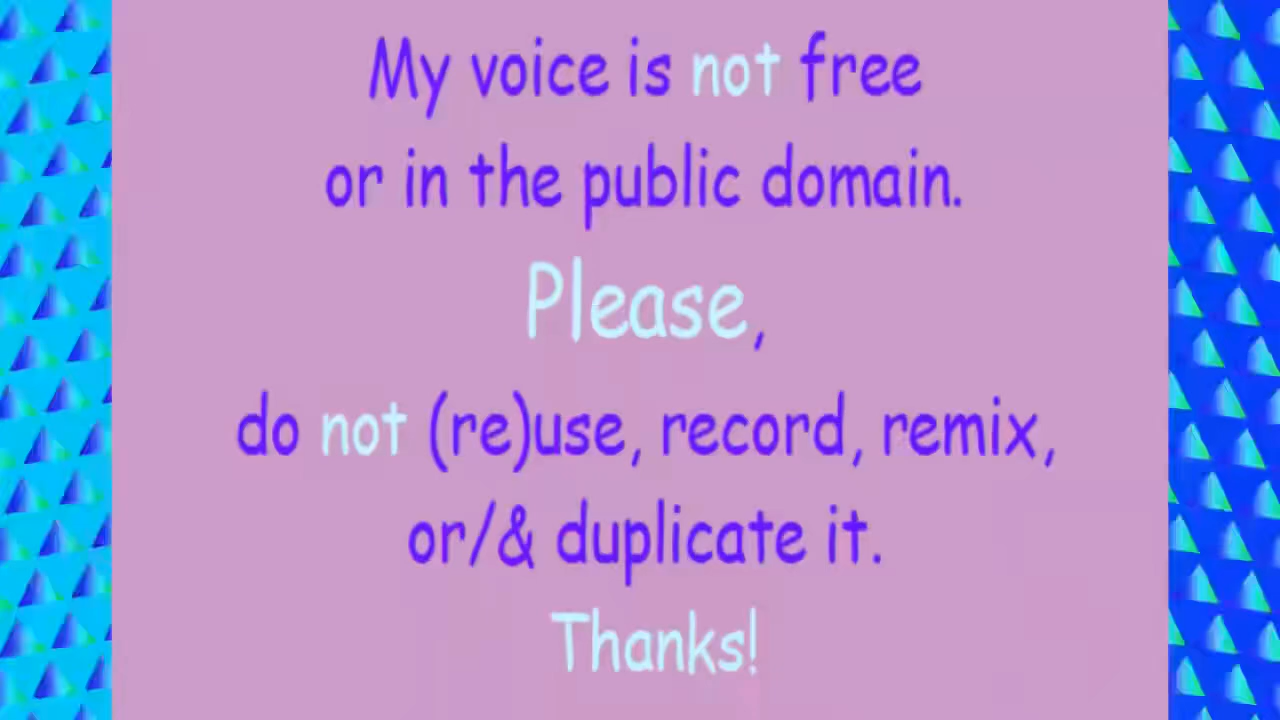 My voice is not free
or in the public domain.
Please,
do not (re)use, record, remix,
or/& duplicate it.
Thanks!